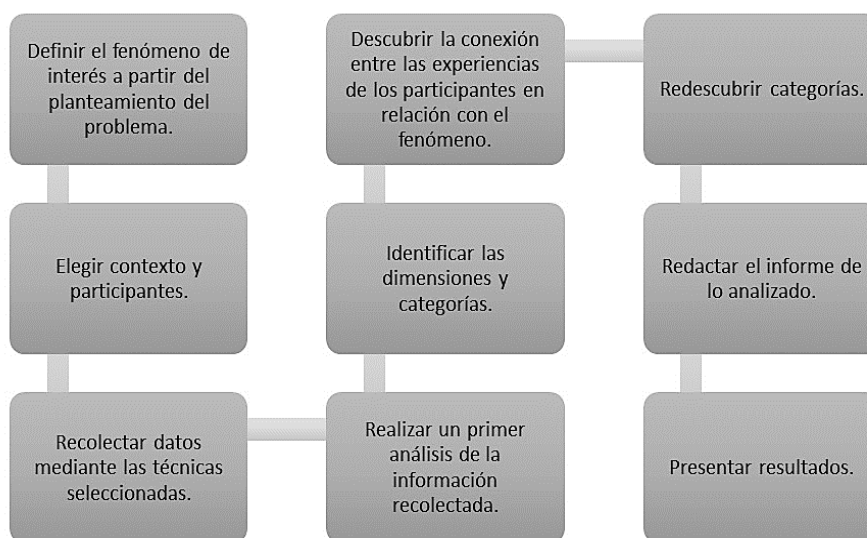 Definir el fenómeno de
interés a partir del
planteamiento del
problema.
Elegir contexto y
participantes.
Recolectar datos
mediante las técnicas
seleccionadas.
Realizar un primer
análisis de la
información
recolectada.
Identificar las
dimensiones y
categorías.
Descubrir la conexión
entre las experiencias
de los participantes en
relación con el
fenómeno.
Redescubrir categorías.
Redactar el informe de
lo analizado.
Presentar resultados.